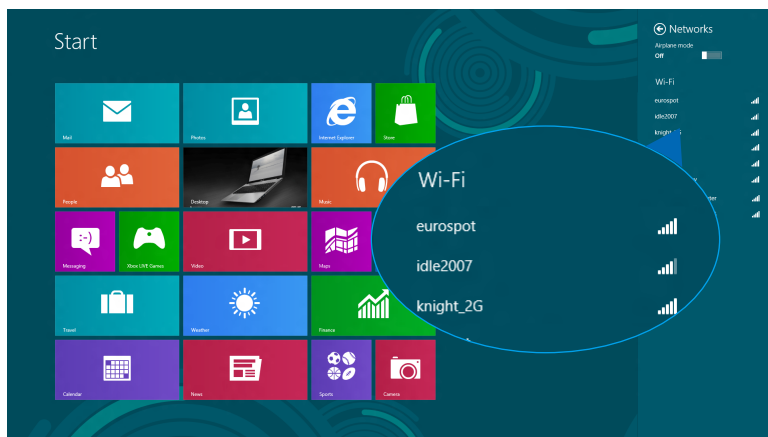 Start
Networks
Airplane mode
Off
Wi-Fi
eurospot
idle2007
Mail
Photos
Internet Explorer
Store
People
Desktop
Music
Messaging
Xbox LIVE Games
Video
Maps
Travel
Weather
Finance
Calendar
News
Sports
Camera
Wi-Fi
eurospot
idle2007
knight_2G